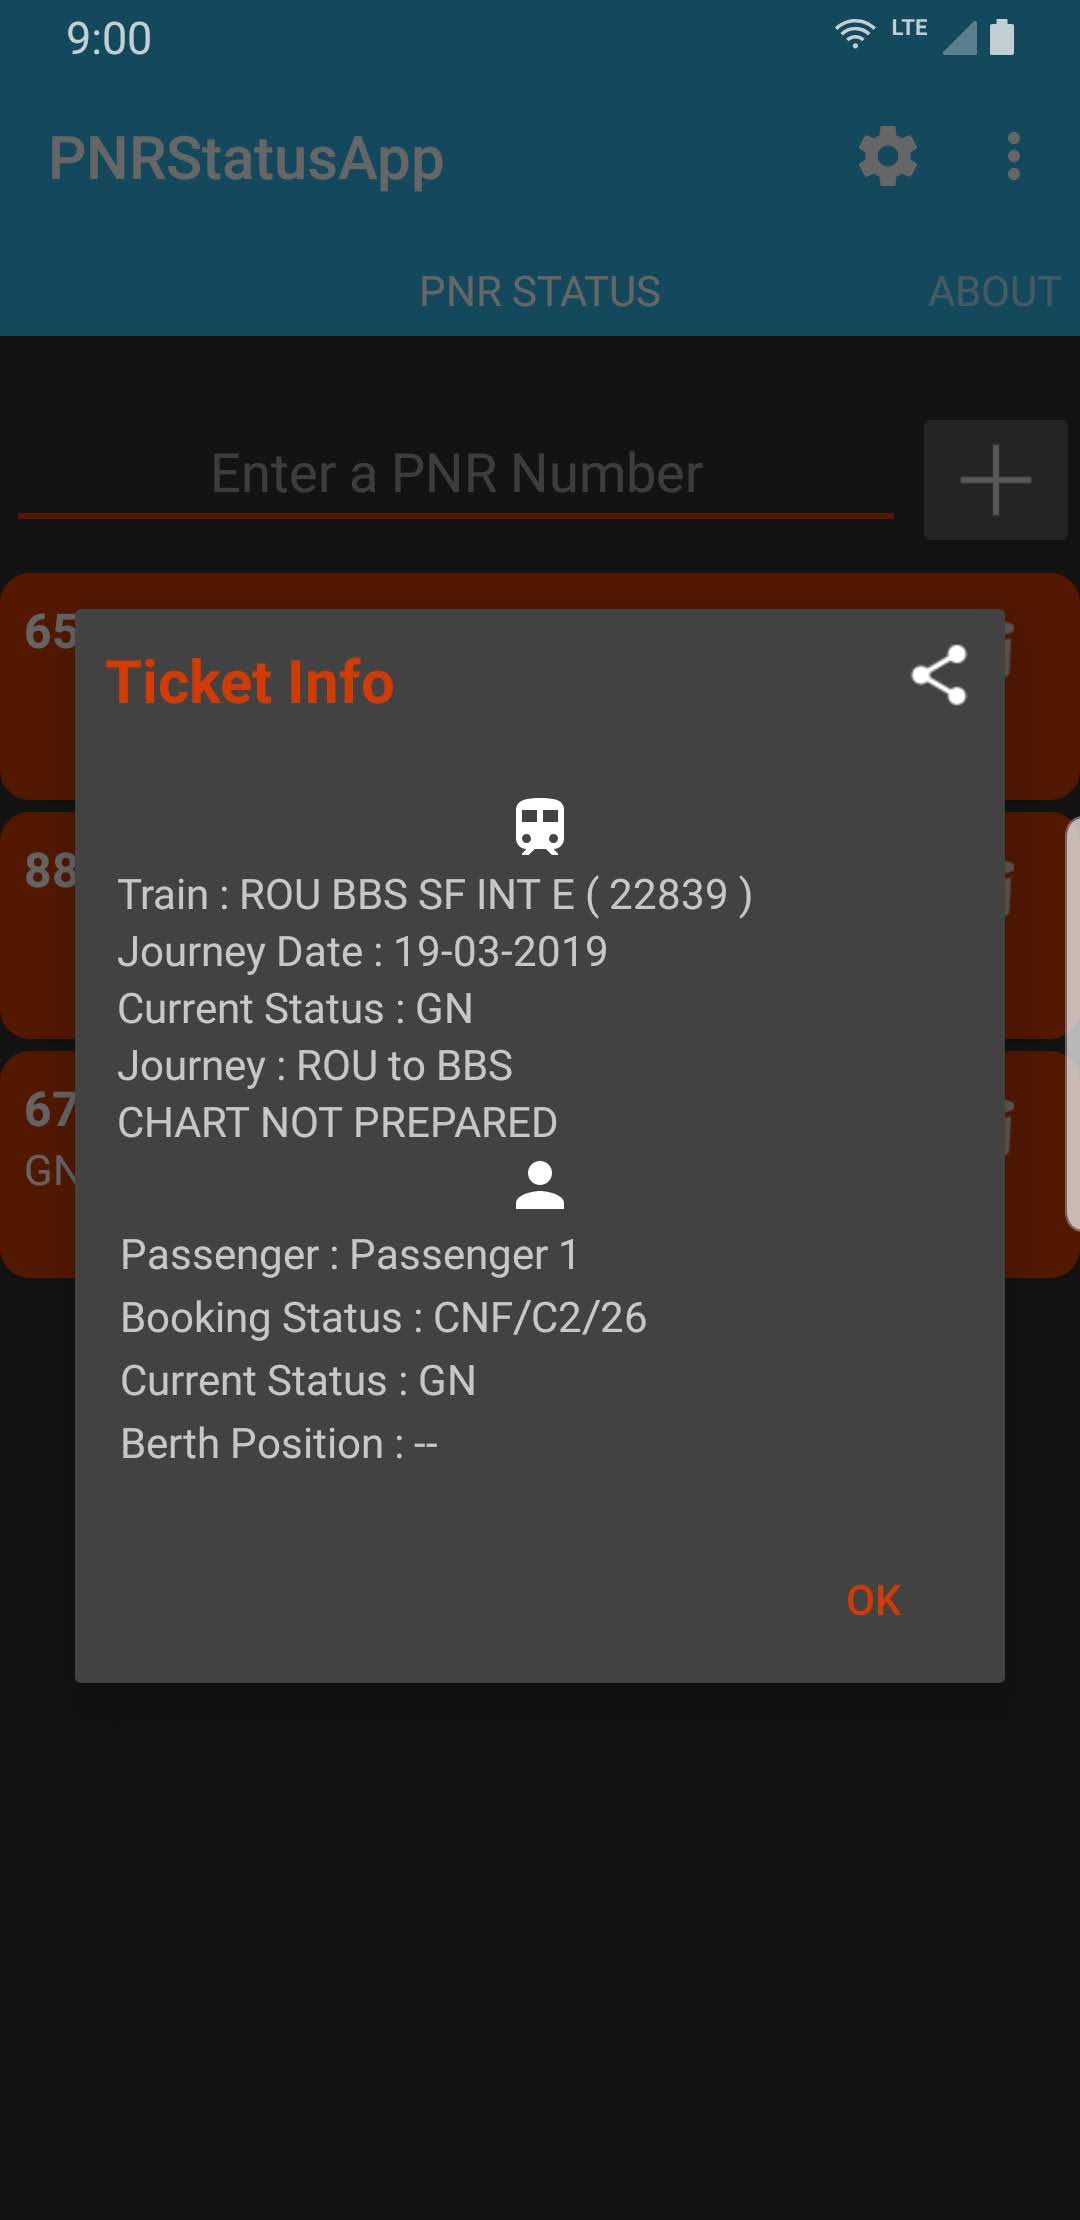 9:00
LTE
PNRStatusApp
PNR STATUS
ABOUT
Enter a PNR Number
65
Ticket Info
88
Train : ROU BBS SF INT E ( 22839 )
Journey Date : 19-03-2019
Current Status : GN
Journey : ROU to BBS
CHART NOT PREPARED
67
GN
Passenger : Passenger 1
Booking Status : CNF/C2/26
Current Status : GN
Berth Position : --
OK